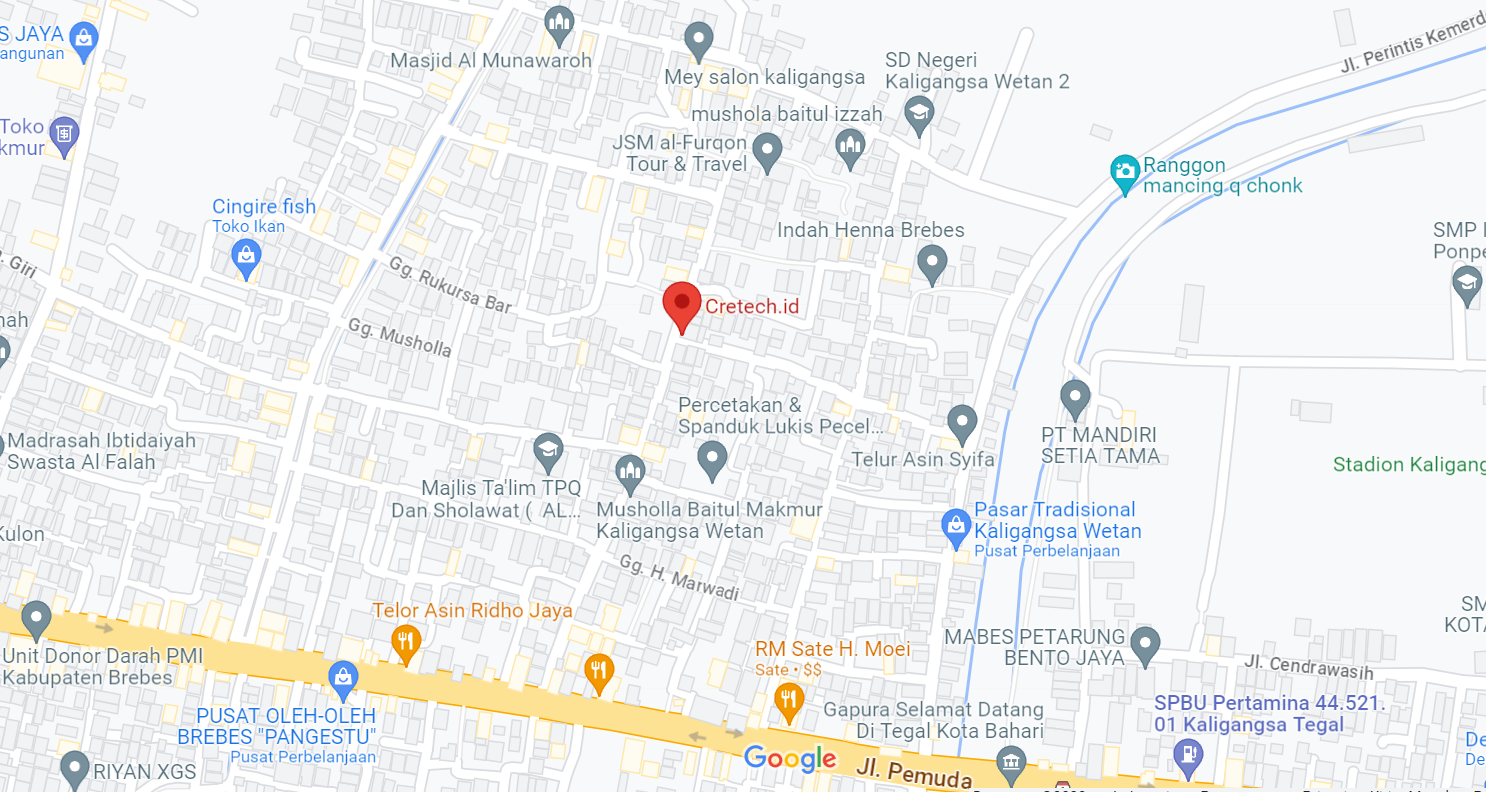 S JAYA
angunan
Masjid Al Munawaroh
Mey salon kaligangsa
SD Negeri
Kaligangsa Wetan 2
Jl. Perintis Kemerd
mushola baitul izzah
Toko
kmur
JSM al-Furqon
Tour & Travel
Ranggon
mancing q chonk
Cingire fish
Toko Ikan
Indah Henna Brebes
SMP
Ponpe
. Giri
Gg. Rukursa Bar
Cretech.id
nah
Gg. Musholla
Percetakan &
Spanduk Lukis Pecel...
PT MANDIRI
SETIA TAMA
Madrasah Ibtidaiyah
Swasta Al Falah
Telur Asin Syifa
Stadion Kaligang
Majlis Ta'lim TPQ
Dan Sholawat ( AL...
Musholla Baitul Makmur
Kaligangsa Wetan
Pasar Tradisional
Kaligangsa Wetan
Pusat Perbelanjaan
Kulon
Gg. H. Marwadi
Telor Asin Ridho Jaya
SM
KOTA
MABES PETARUNG
BENTO JAYA
RM Sate H. Moei
Sate • $$
Unit Donor Darah PMI
Kabupaten Brebes
Jl. Cendrawasih
PUSAT OLEH-OLEH
BREBES "PANGESTU"
Pusat Perbelanjaan
Gapura Selamat Datang
Di Tegal Kota Bahari
SPBU Pertamina 44.521.
01 Kaligangsa Tegal
De
De
Google
Jl. Pemuda
RIYAN XGS